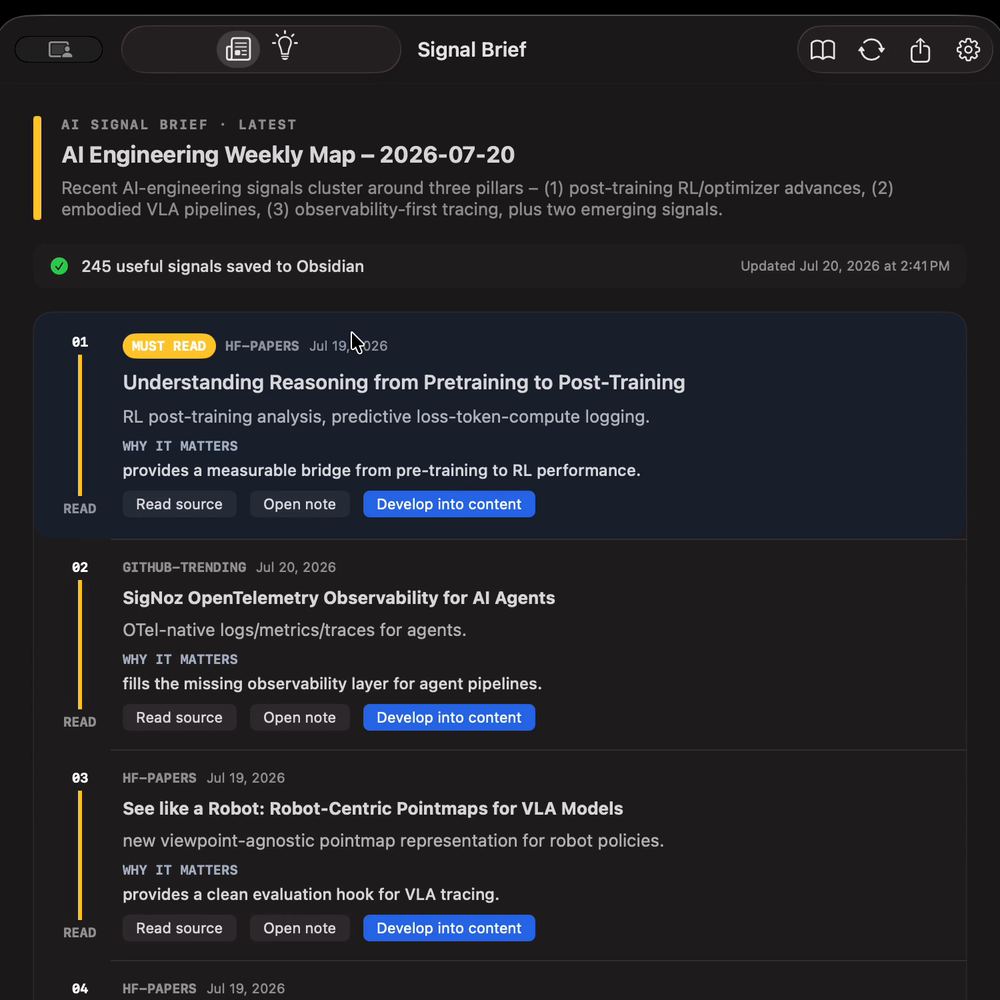 Signal Brief
AI SIGNAL BRIEF · LATEST
AI Engineering Weekly Map – 2026-07-20
Recent AI-engineering signals cluster around three pillars – (1) post-training RL/optimizer advances, (2)
embodied VLA pipelines, (3) observability-first tracing, plus two emerging signals.
245 useful signals saved to Obsidian
Updated Jul 20, 2026 at 2:41 PM
01
MUST READ HF-PAPERS Jul 19, 2026
Understanding Reasoning from Pretraining to Post-Training
RL post-training analysis, predictive loss-token-compute logging.
WHY IT MATTERS
provides a measurable bridge from pre-training to RL performance.
READ
Read source Open note Develop into content
02
GITHUB-TRENDING Jul 20, 2026
SigNoz OpenTelemetry Observability for AI Agents
OTel-native logs/metrics/traces for agents.
WHY IT MATTERS
fills the missing observability layer for agent pipelines.
READ
Read source Open note Develop into content
03
HF-PAPERS Jul 19, 2026
See like a Robot: Robot-Centric Pointmaps for VLA Models
new viewpoint-agnostic pointmap representation for robot policies.
WHY IT MATTERS
provides a clean evaluation hook for VLA tracing.
READ
Read source Open note Develop into content
04
HF-PAPERS Jul 19, 2026